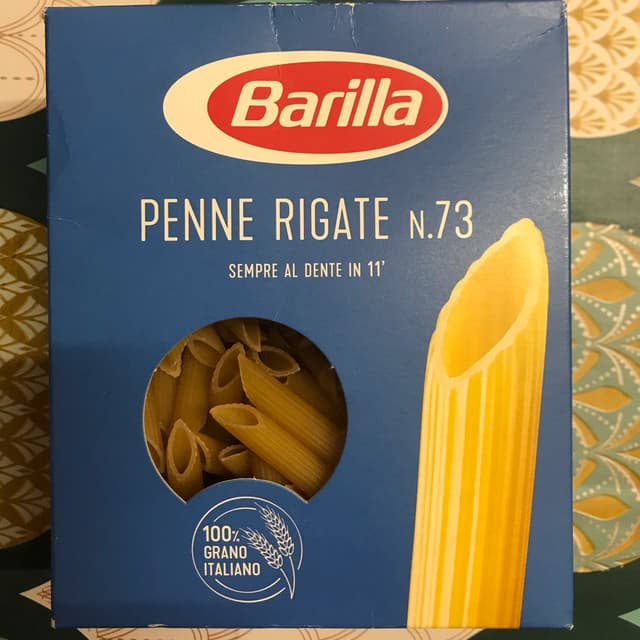 Barilla
PENNE RIGATE N.73
SEMPRE AL DENTE IN 11'
100%
GRANO
ITALIANO